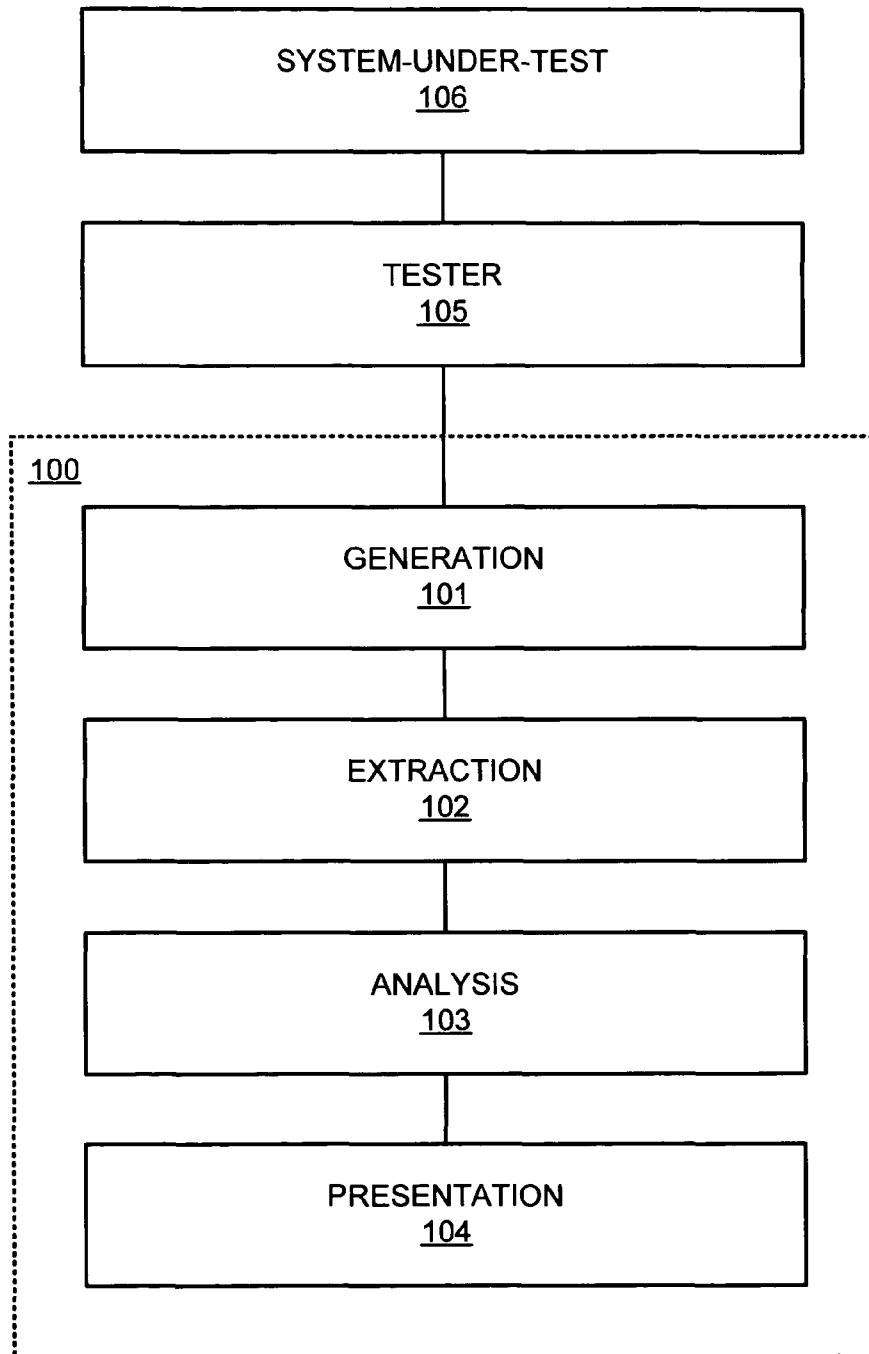 SYSTEM-UNDER-TEST
106
TESTER
105
100
GENERATION
101
EXTRACTION
102
ANALYSIS
103
PRESENTATION
104